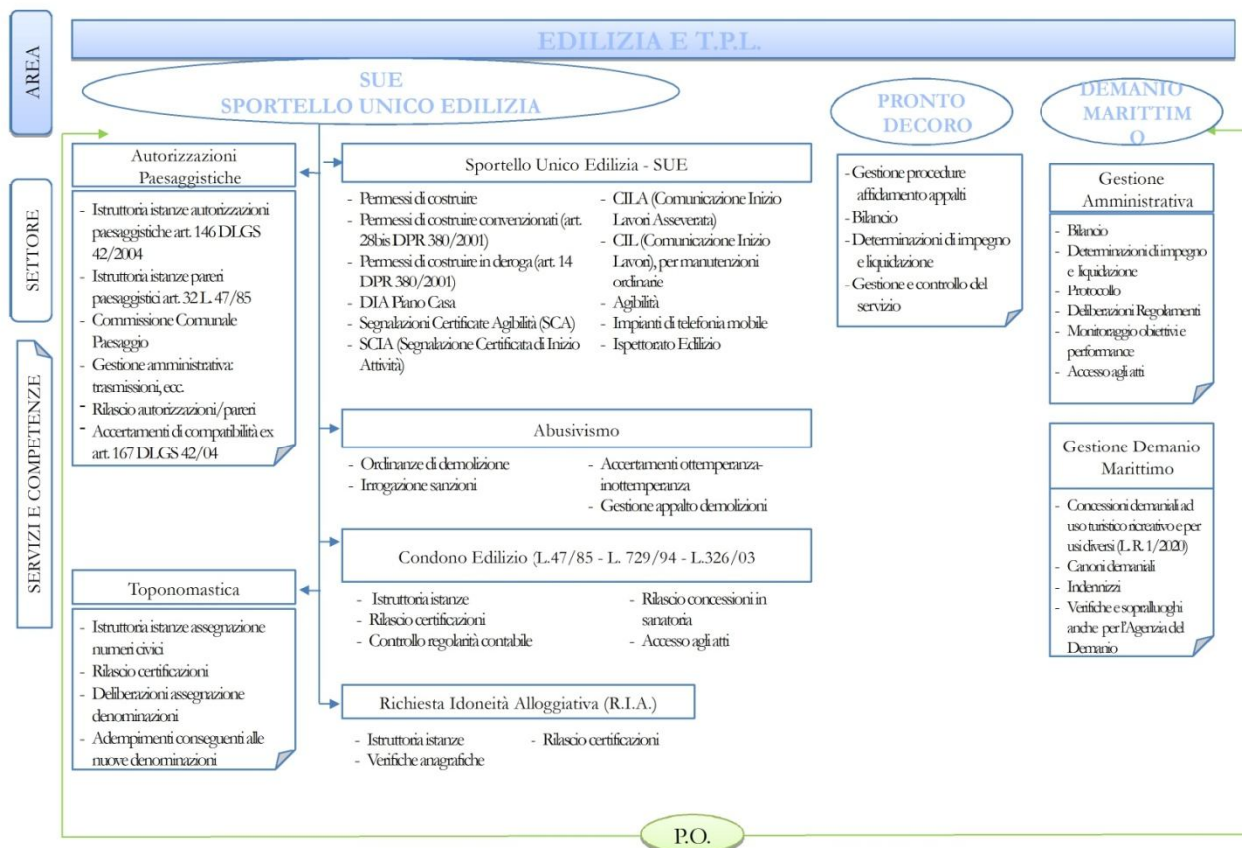 AREA
EDILIZIA E T.P.L.
SUE
SPORTELLO UNICO EDILIZIA
PRONTO
DECORO
DEMANIO
MARITTIM
O
SETTORE
SERVIZI E COMPETENZE
Autorizzazioni
Paesaggistiche
- Istruttoria istanze autorizzazioni
paesaggistiche art. 146 DLGS
42/2004
- Istruttoria istanze pareri
paesaggistici art. 32 L. 47/85
- Commissione Comunale
Paesaggio
- Gestione amministrativa:
trasmissioni, ecc.
- Rilascio autorizzazioni/pareri
- Accertamenti di compatibilità ex
art. 167 DLGS 42/04
Toponomastica
- Istruttoria istanze assegnazione
numeri civici
- Rilascio certificazioni
- Deliberazioni assegnazione
denominazioni
- Adempimenti conseguenti alle
nuove denominazioni
Sportello Unico Edilizia - SUE
- Permessi di costruire
- Permessi di costruire convenzionati (art.
28bis DPR 380/2001)
- Permessi di costruire in deroga (art. 14
DPR 380/2001)
- DIA Piano Casa
- Segnalazioni Certificate Agibilità (SCA)
- SCIA (Segnalazione Certificata di Inizio
Attività)
- CILA (Comunicazione Inizio
Lavori Asseverata)
- CIL (Comunicazione Inizio
Lavori), per manutenzioni
ordinarie
- Agibilità
- Impianti di telefonia mobile
- Ispettorato Edilizio
Abusivismo
- Ordinanze di demolizione
- Irrogazione sanzioni
- Accertamenti ottemperanza-
inottemperanza
- Gestione appalto demolizioni
Condono Edilizio (L.47/85 - L. 729/94 - L.326/03
- Istruttoria istanze
- Rilascio certificazioni
- Controllo regolarità contabile
- Rilascio concessioni in
sanatoria
- Accesso agli atti
Richiesta Idoneità Alloggiativa (R.I.A.)
- Istruttoria istanze
- Verifiche anagrafiche
- Rilascio certificazioni
- Gestione procedure
affidamento appalti
- Bilancio
- Determinazioni di impegno
e liquidazione
- Gestione e controllo del
servizio
Gestione
Amministrativa
- Bilancio
- Determinazioni di impegno
e liquidazione
- Protocollo
- Deliberazioni Regolamenti
- Monitoraggio obiettivi e
performance
- Accesso agli atti
Gestione Demanio
Marittimo
- Concessioni demaniali ad
uso turistico ricreativo e per
usi diversi (L.R. 1/2020)
- Canoni demaniali
- Indennizzi
- Verifiche e sopralluoghi
anche per l'Agenzia del
Demanio
P.O.